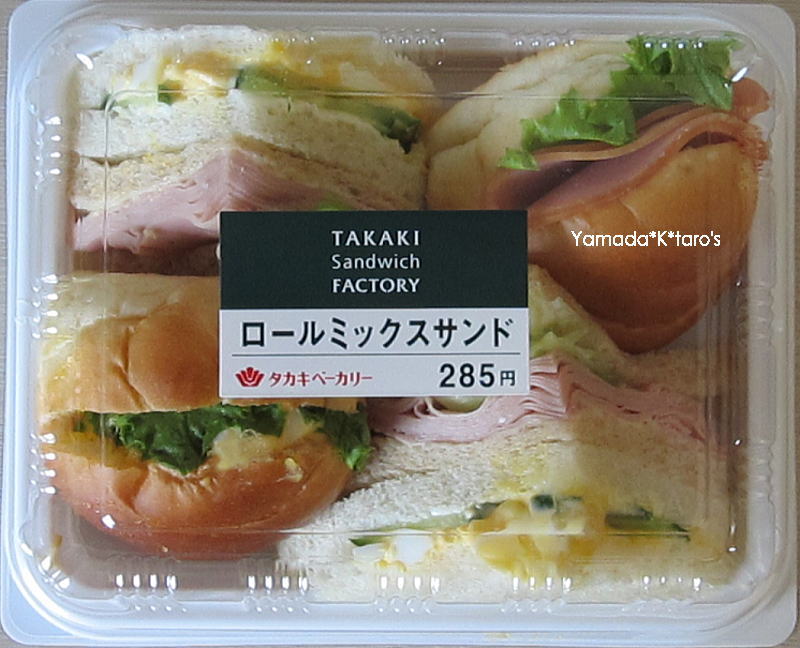 TAKAKI
Sandwich
FACTORY
Yamada*K*taro's
ロールミックスサンド
タカキベーカリー 285円